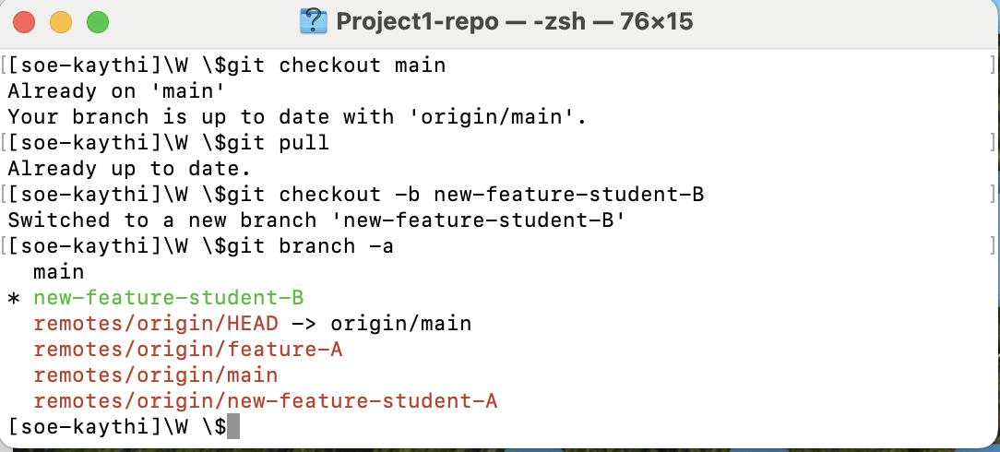 Project1-repo — -zsh — 76×15
[[soe-kaythi]\W \$git checkout main ]
Already on 'main'
Your branch is up to date with 'origin/main'.
[[soe-kaythi]\W \$git pull ]
Already up to date.
[[soe-kaythi]\W \$git checkout -b new-feature-student-B ]
Switched to a new branch 'new-feature-student-B'
[[soe-kaythi]\W \$git branch -a ]
  main
* new-feature-student-B
  remotes/origin/HEAD -> origin/main
  remotes/origin/feature-A
  remotes/origin/main
  remotes/origin/new-feature-student-A
[soe-kaythi]\W \$